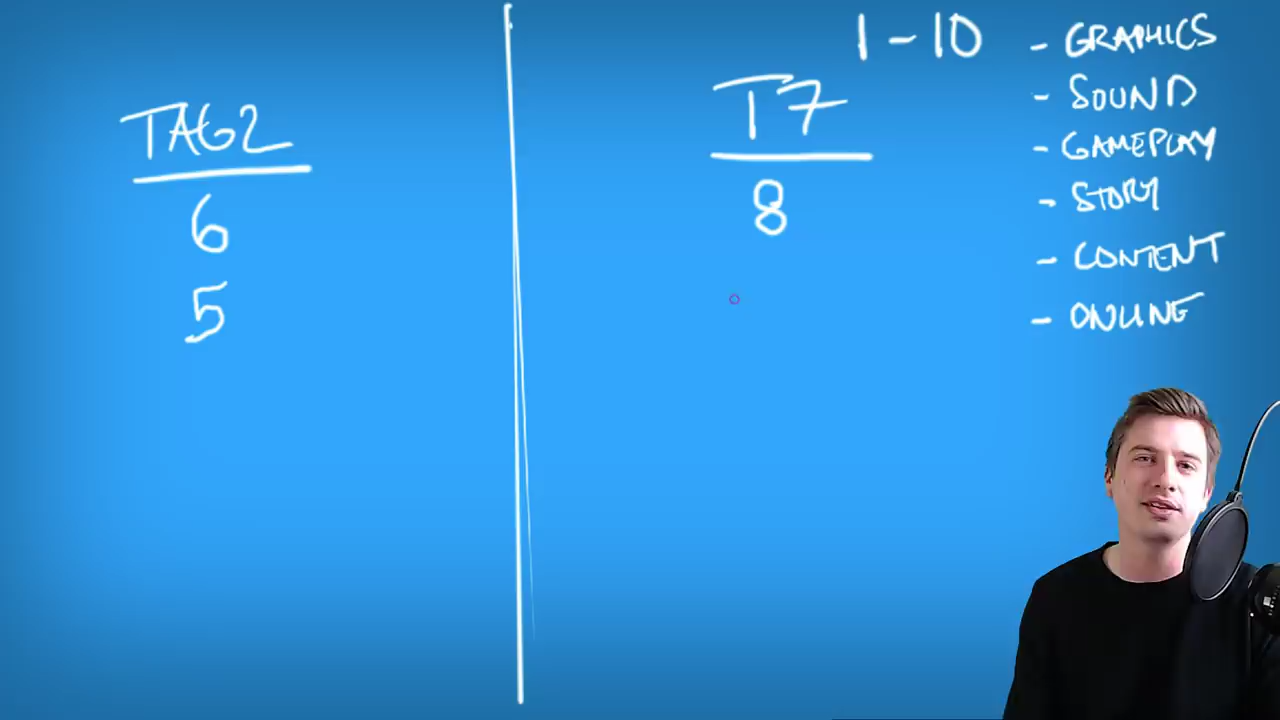 TAG2
6
5
T7
8
1-10
- GRAPHICS
- SOUND
- GAMEPLAY
- STORY
- CONTENT
- ONLINE